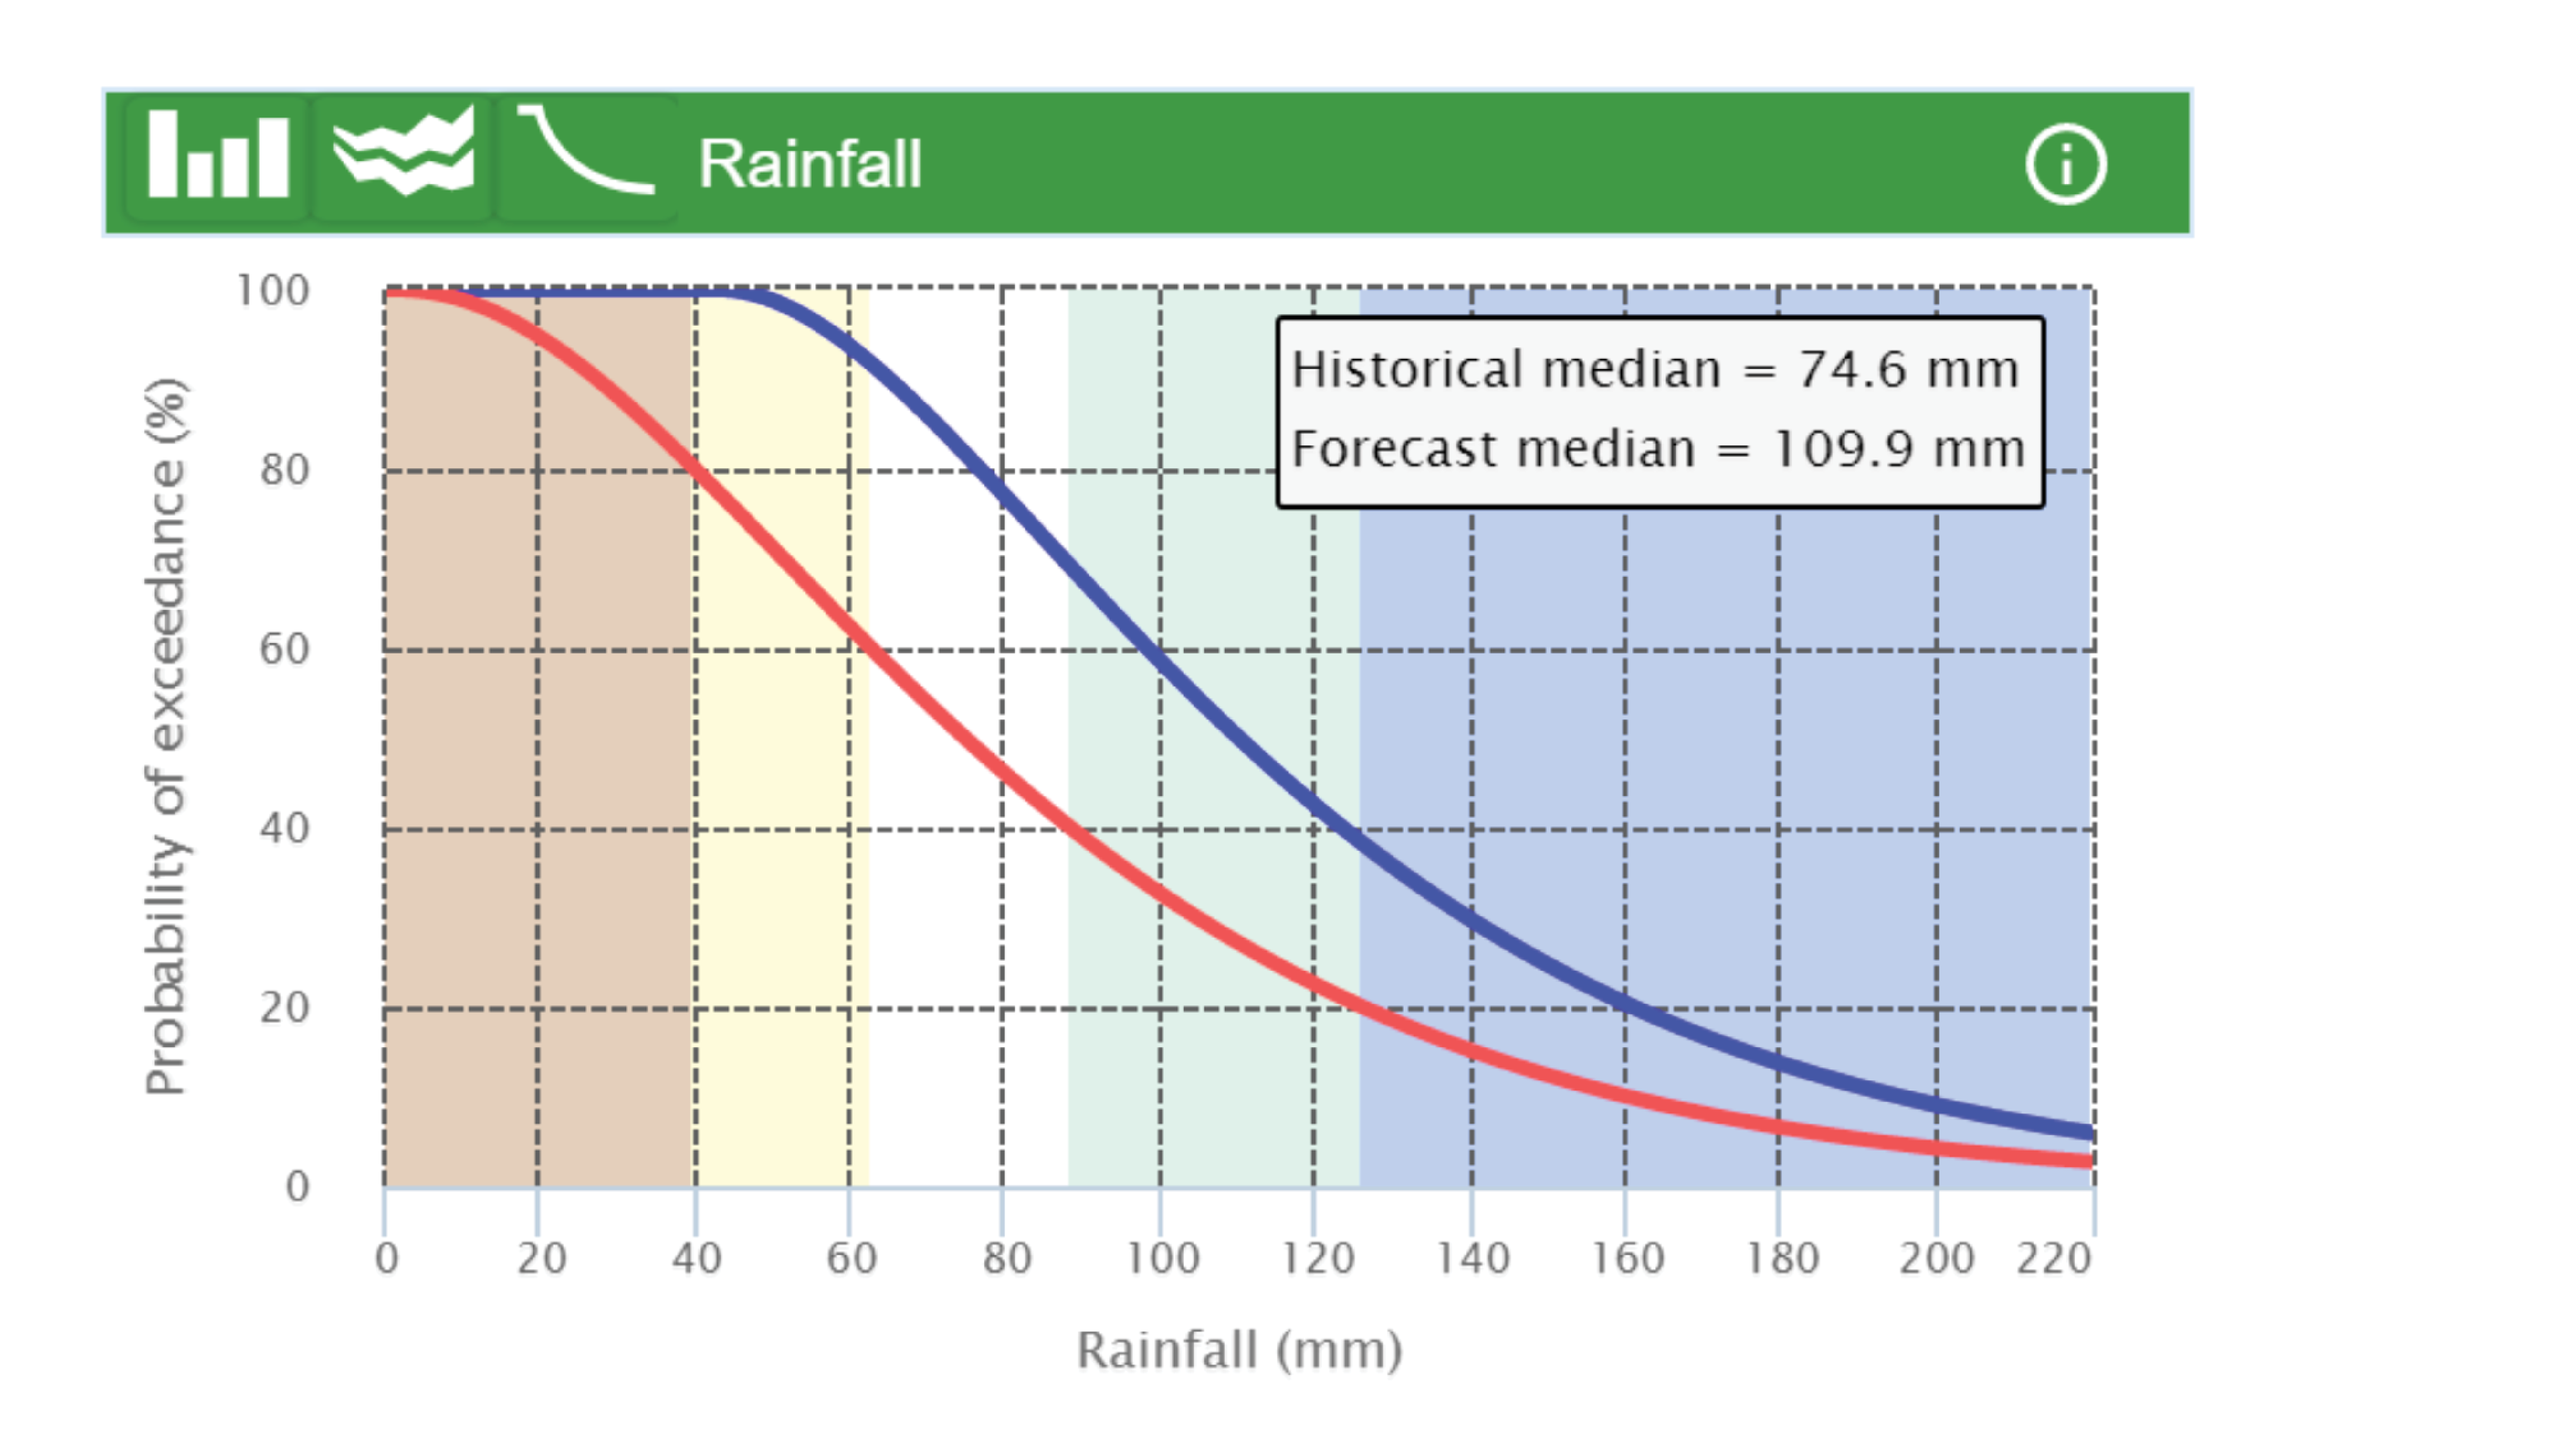 Rainfall
Historical median = 74.6 mm
Forecast median = 109.9 mm
Probability of exceedance (%)
100
80
60
40
20
0
0 20 40 60 80 100 120 140 160 180 200 220
Rainfall (mm)